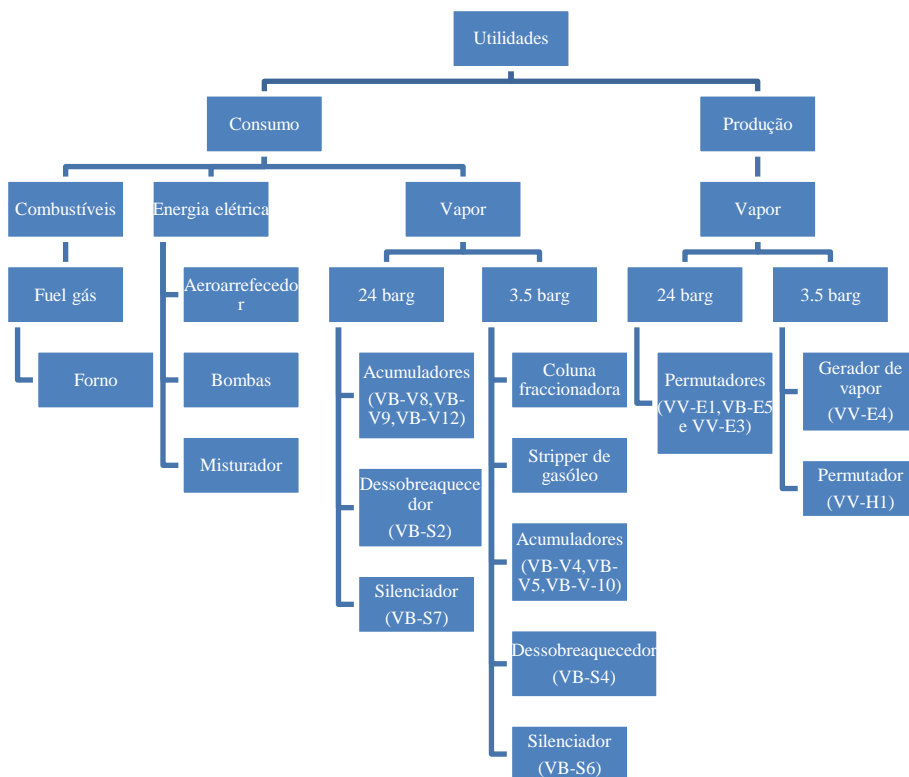 Utilidades
Consumo
Produção
Combustíveis
Energia elétrica
Vapor
Vapor
Fuel gás
Aeroarrefecedo
r
24 barg
3.5 barg
24 barg
3.5 barg
Forno
Bombas
Misturador
Acumuladores
(VB-V8,VB-
V9,VB-V12)
Dessobreaquec
edor
(VB-S2)
Silenciador
(VB-S7)
Coluna
fraccionadora
Stripper de
gasóleo
Acumuladores
(VB-V4,VB-
V5,VB-V-10)
Dessobreaquecedor
(VB-S4)
Silenciador
(VB-S6)
Permutadores
(VV-E1,VB-E5
e VV-E3)
Gerador de
vapor
(VV-E4)
Permutador
(VV-H1)